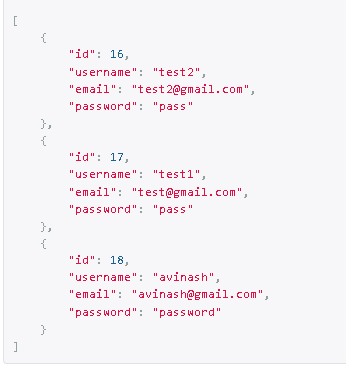 [
    {
        "id": 16,
        "username": "test2",
        "email": "test2@gmail.com",
        "password": "pass"
    },
    {
        "id": 17,
        "username": "test1",
        "email": "test@gmail.com",
        "password": "pass"
    },
    {
        "id": 18,
        "username": "avinash",
        "email": "avinash@gmail.com",
        "password": "password"
    }
]